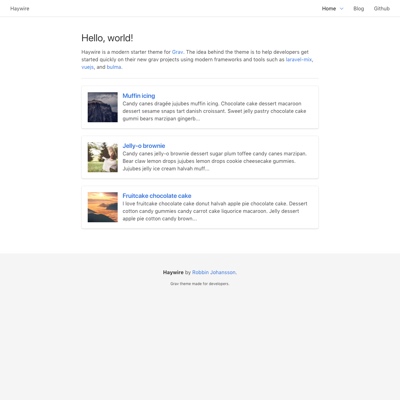 Haywire
Home
Blog
Github
Hello, world!
Haywire is a modern starter theme for Grav. The idea behind the theme is to help developers get
started quickly on their new grav projects using modern frameworks and tools such as laravel-mix,
vuejs, and bulma.
Muffin icing
Candy canes dragée jujubes muffin icing. Chocolate cake dessert macaroon
dessert sesame snaps tart danish croissant. Sweet jelly pastry chocolate cake
gummi bears marzipan gingerb...
Jelly-o brownie
Candy canes jelly-o brownie dessert sugar plum toffee candy canes marzipan.
Bear claw lemon drops jujubes lemon drops cookie cheesecake gummies.
Jujubes jelly ice cream halvah muff...
Fruitcake chocolate cake
I love fruitcake chocolate cake donut halvah apple pie chocolate cake. Dessert
cotton candy gummies candy carrot cake liquorice macaroon. Jelly dessert
apple pie cotton candy brown...
Haywire by Robbin Johansson.
Grav theme made for developers.